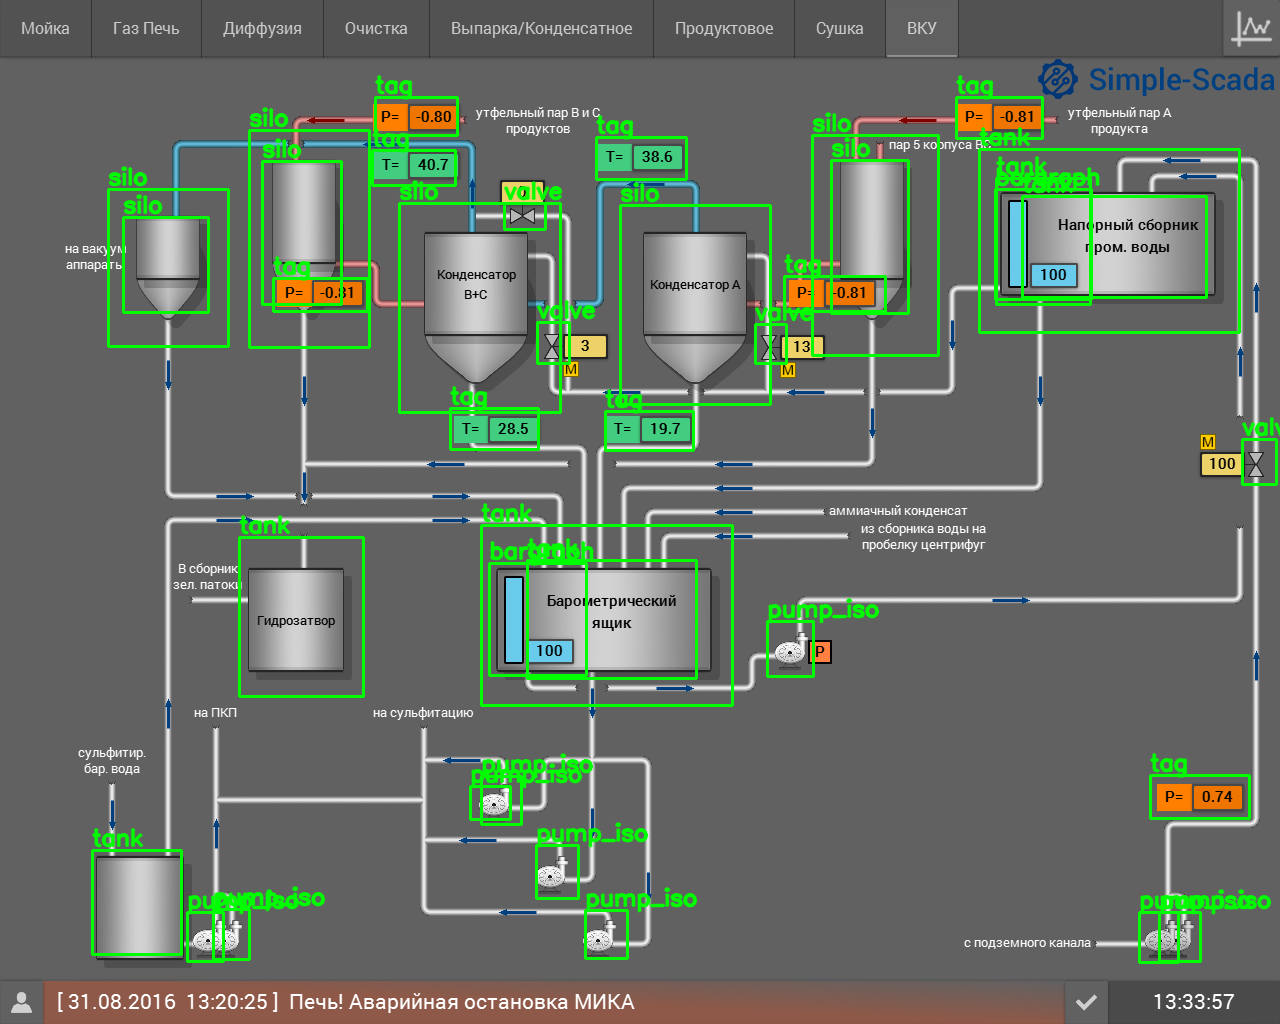 Мойка
Газ Печь
Диффузия
Очистка
Выпарка/Конденсатное
Продуктовое
Сушка
ВКУ
Simple-Scada
tag
P= -0.80
утфельный пар В и С
продуктов
tag
P= -0.81
утфельный пар А
продукта
silo
silo
tag
T= 40.7
tag
T= 38.6
silo
silo
пар 5 корпуса ВС
tank
tank
bargraph
tank
silo
silo
на вакуум
аппараты
silo
valve
silo
Конденсатор
В+С
Конденсатор А
tag
P= -0.81
tag
P= -0.81
Напорный сборник
пром. воды
100
valve
3
M
valve
13
M
tag
T= 28.5
tag
T= 19.7
valv
M
100
tank
tank
аммиачный конденсат
из сборника воды на
пробелку центрифуг
bargraph
tank
В сборник
зел. патоки
Гидрозатвор
Барометрический
ящик
100
pump_iso
P
на ПКП
на сульфитацию
сульфитир.
бар. вода
pump_iso
pump_iso
pump_iso
tag
P= 0.74
tank
pump_iso
pump_iso
pump_iso
pump_iso
pump_iso
с подземного канала
[ 31.08.2016 13:20:25 ] Печь! Аварийная остановка МИКА
13:33:57